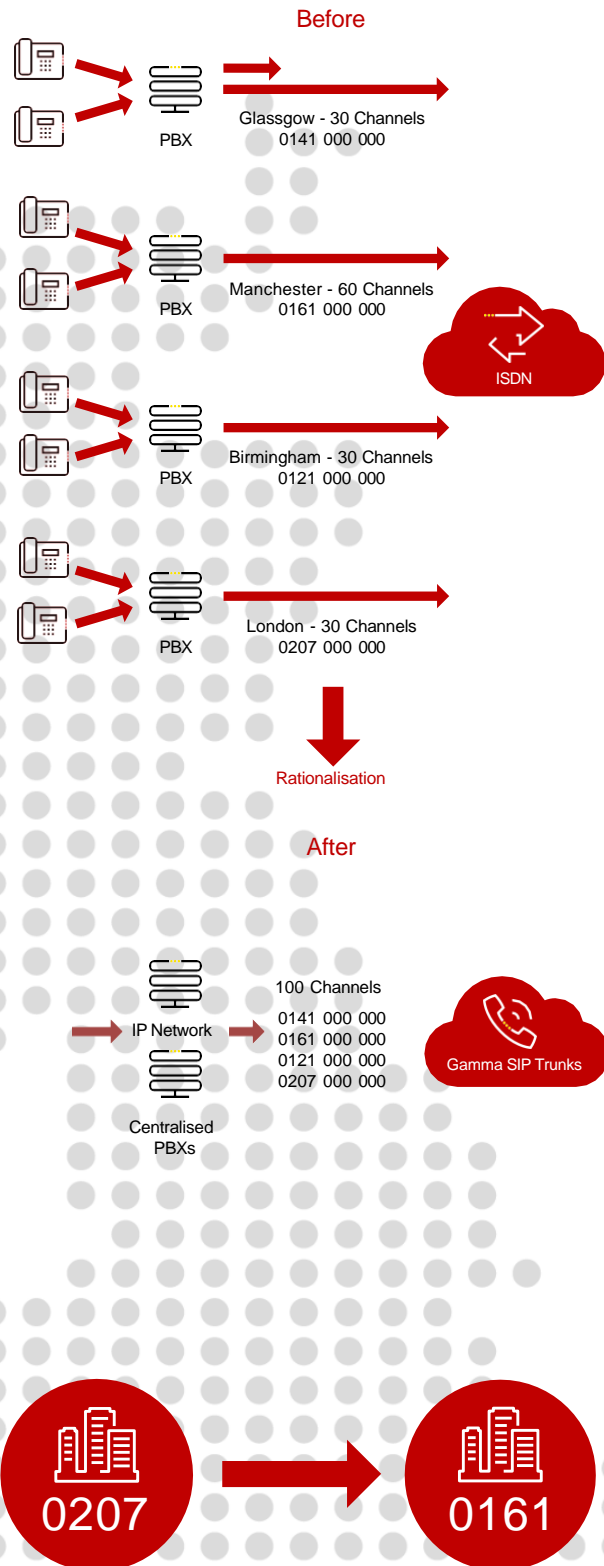 Before
PBX
Glassgow - 30 Channels
0141 000 000
PBX
Manchester - 60 Channels
0161 000 000
ISDN
PBX
Birmingham - 30 Channels
0121 000 000
PBX
London - 30 Channels
0207 000 000
Rationalisation
After
IP Network
Centralised
PBXs
100 Channels
0141 000 000
0161 000 000
0121 000 000
0207 000 000
Gamma SIP Trunks
0207
0161